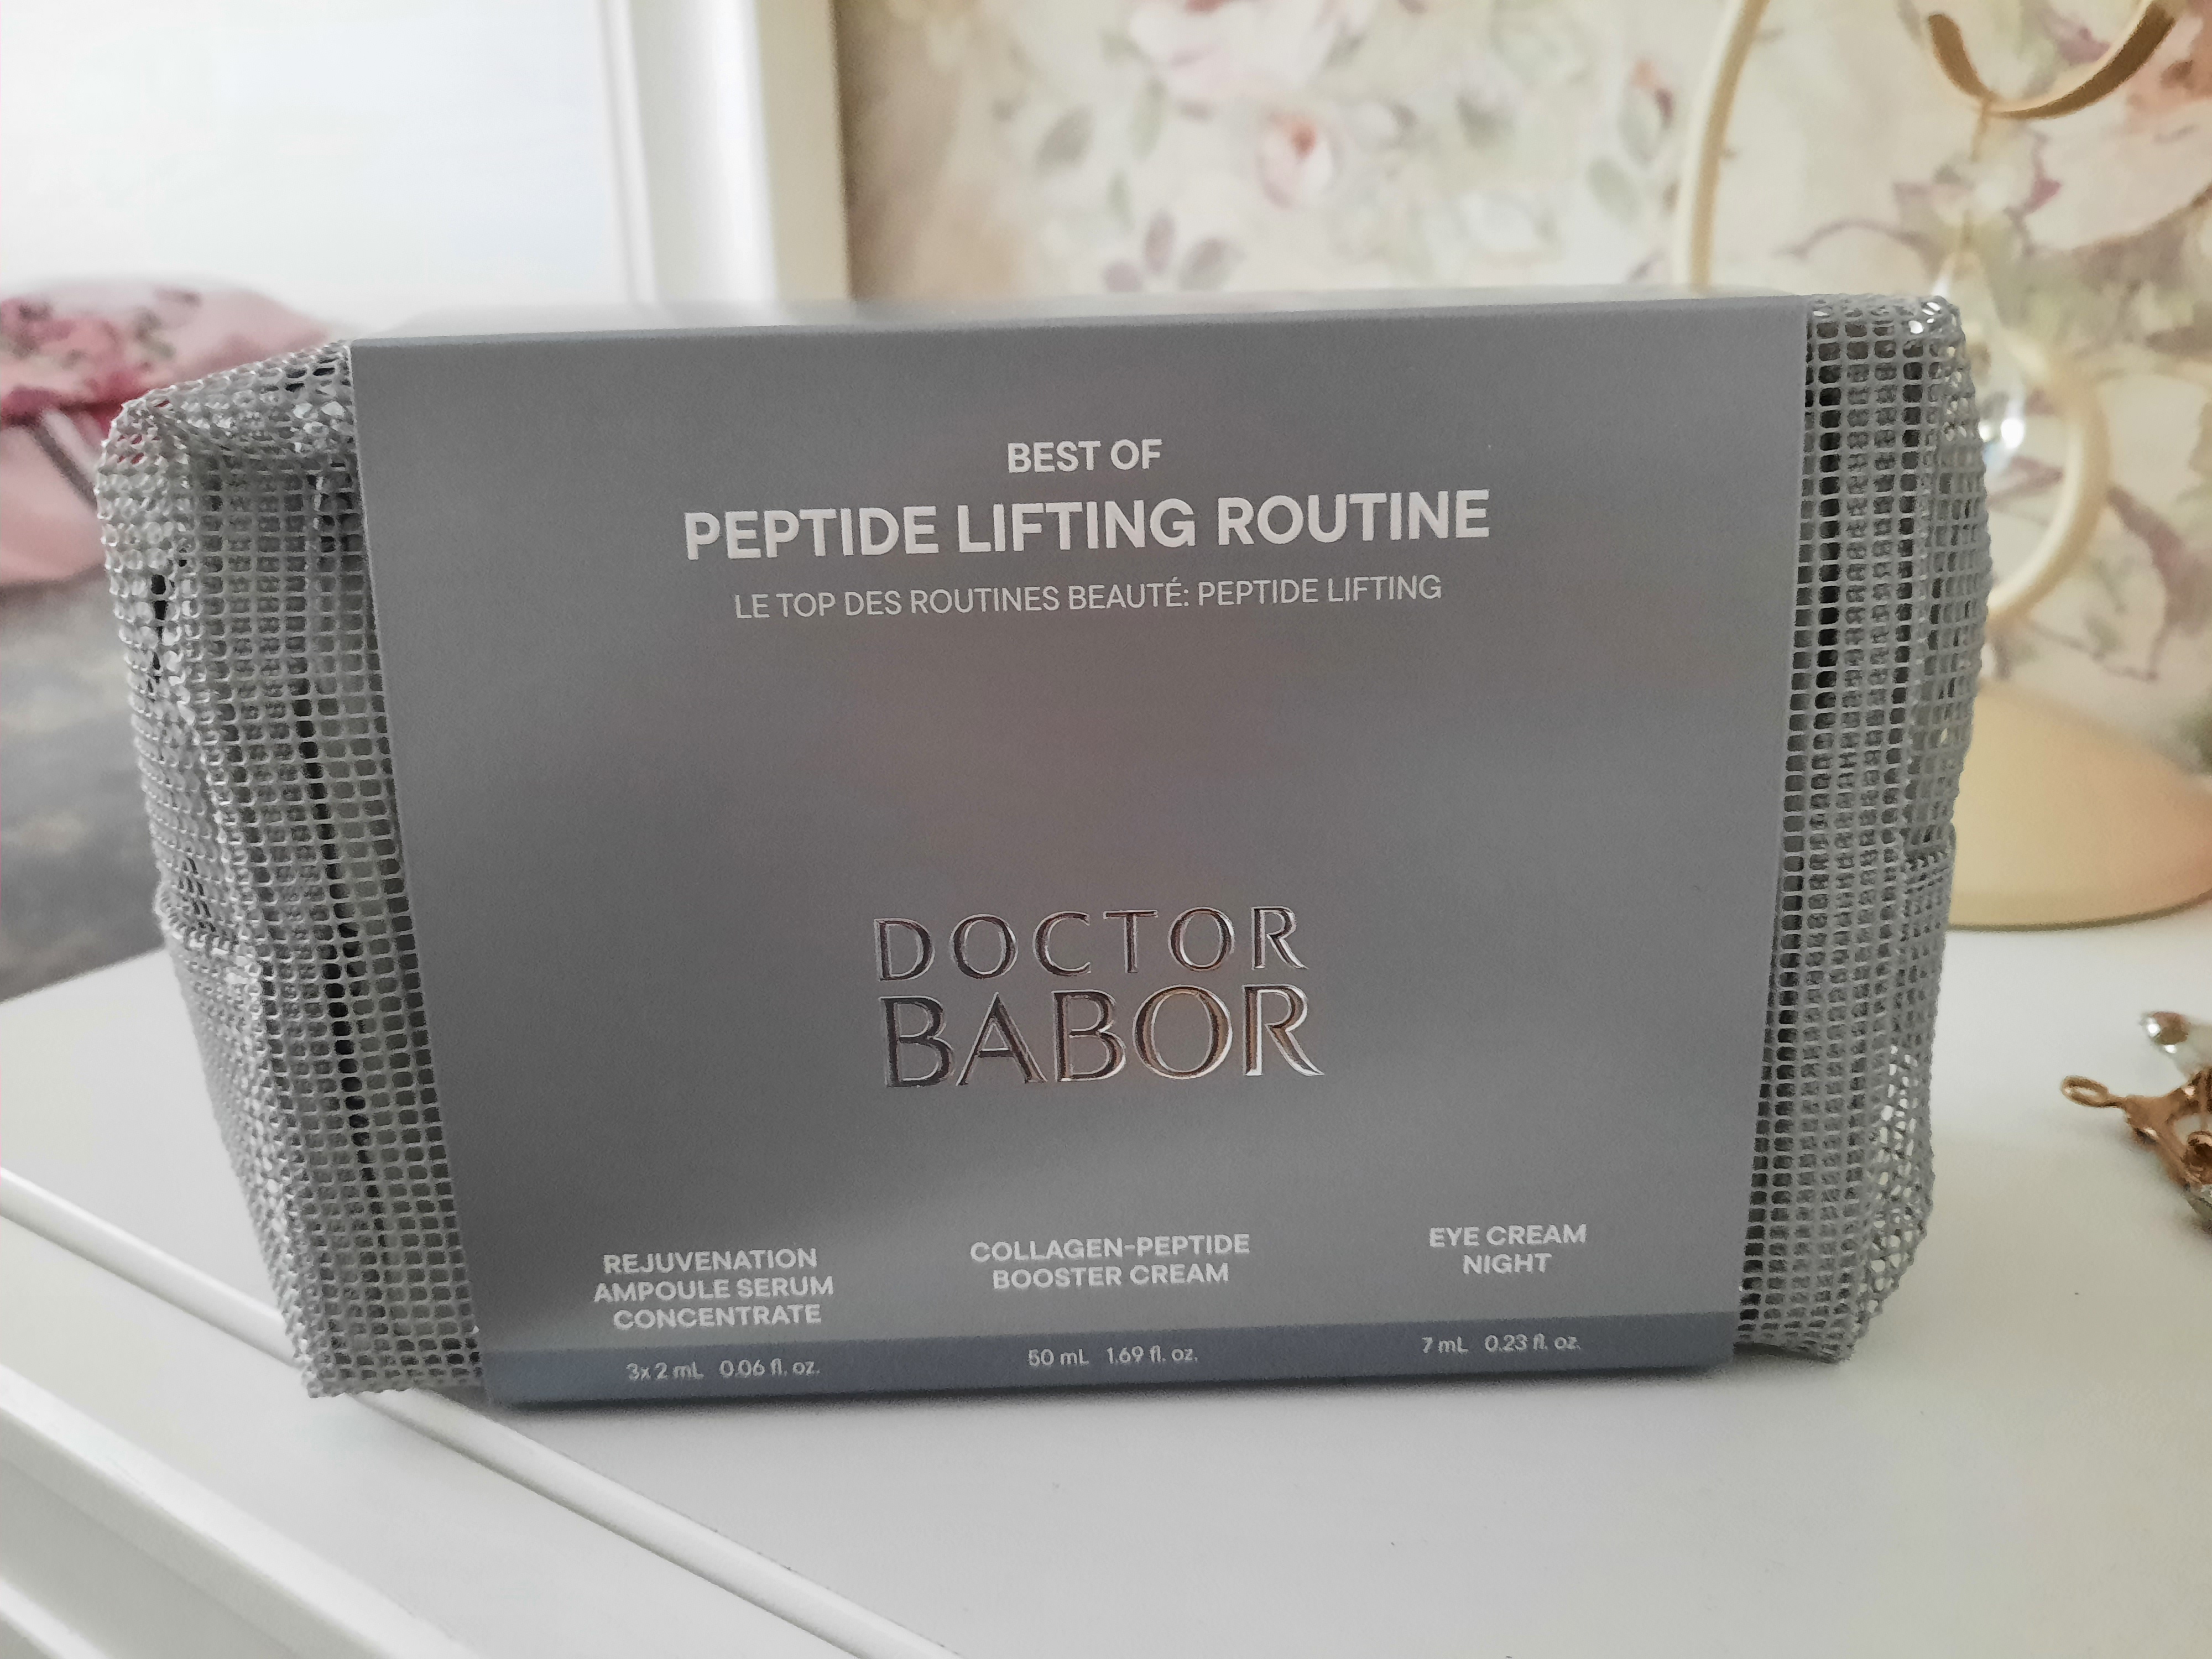 BEST OF
PEPTIDE LIFTING ROUTINE
LE TOP DES ROUTINES BEAUTÉ: PEPTIDE LIFTING
DOCTOR
BABOR
REJUVENATION
AMPOULE SERUM
CONCENTRATE
3x 2 mL 0.06 fl. oz.
COLLAGEN-PEPTIDE
BOOSTER CREAM
50 mL 1.69 fl. oz.
EYE CREAM
NIGHT
7 mL 0.23 fl. oz.